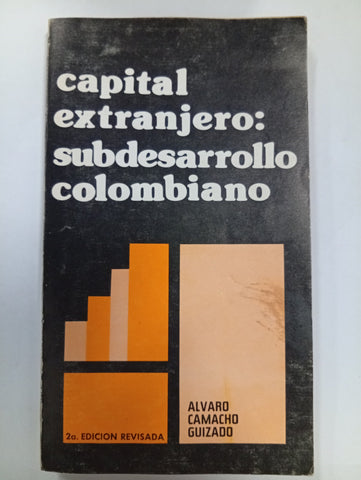 capital
extranjero:
subdesarrollo
colombiano
2a. EDICION REVISADA
ALVARO
CAMACHO
GUIZADO